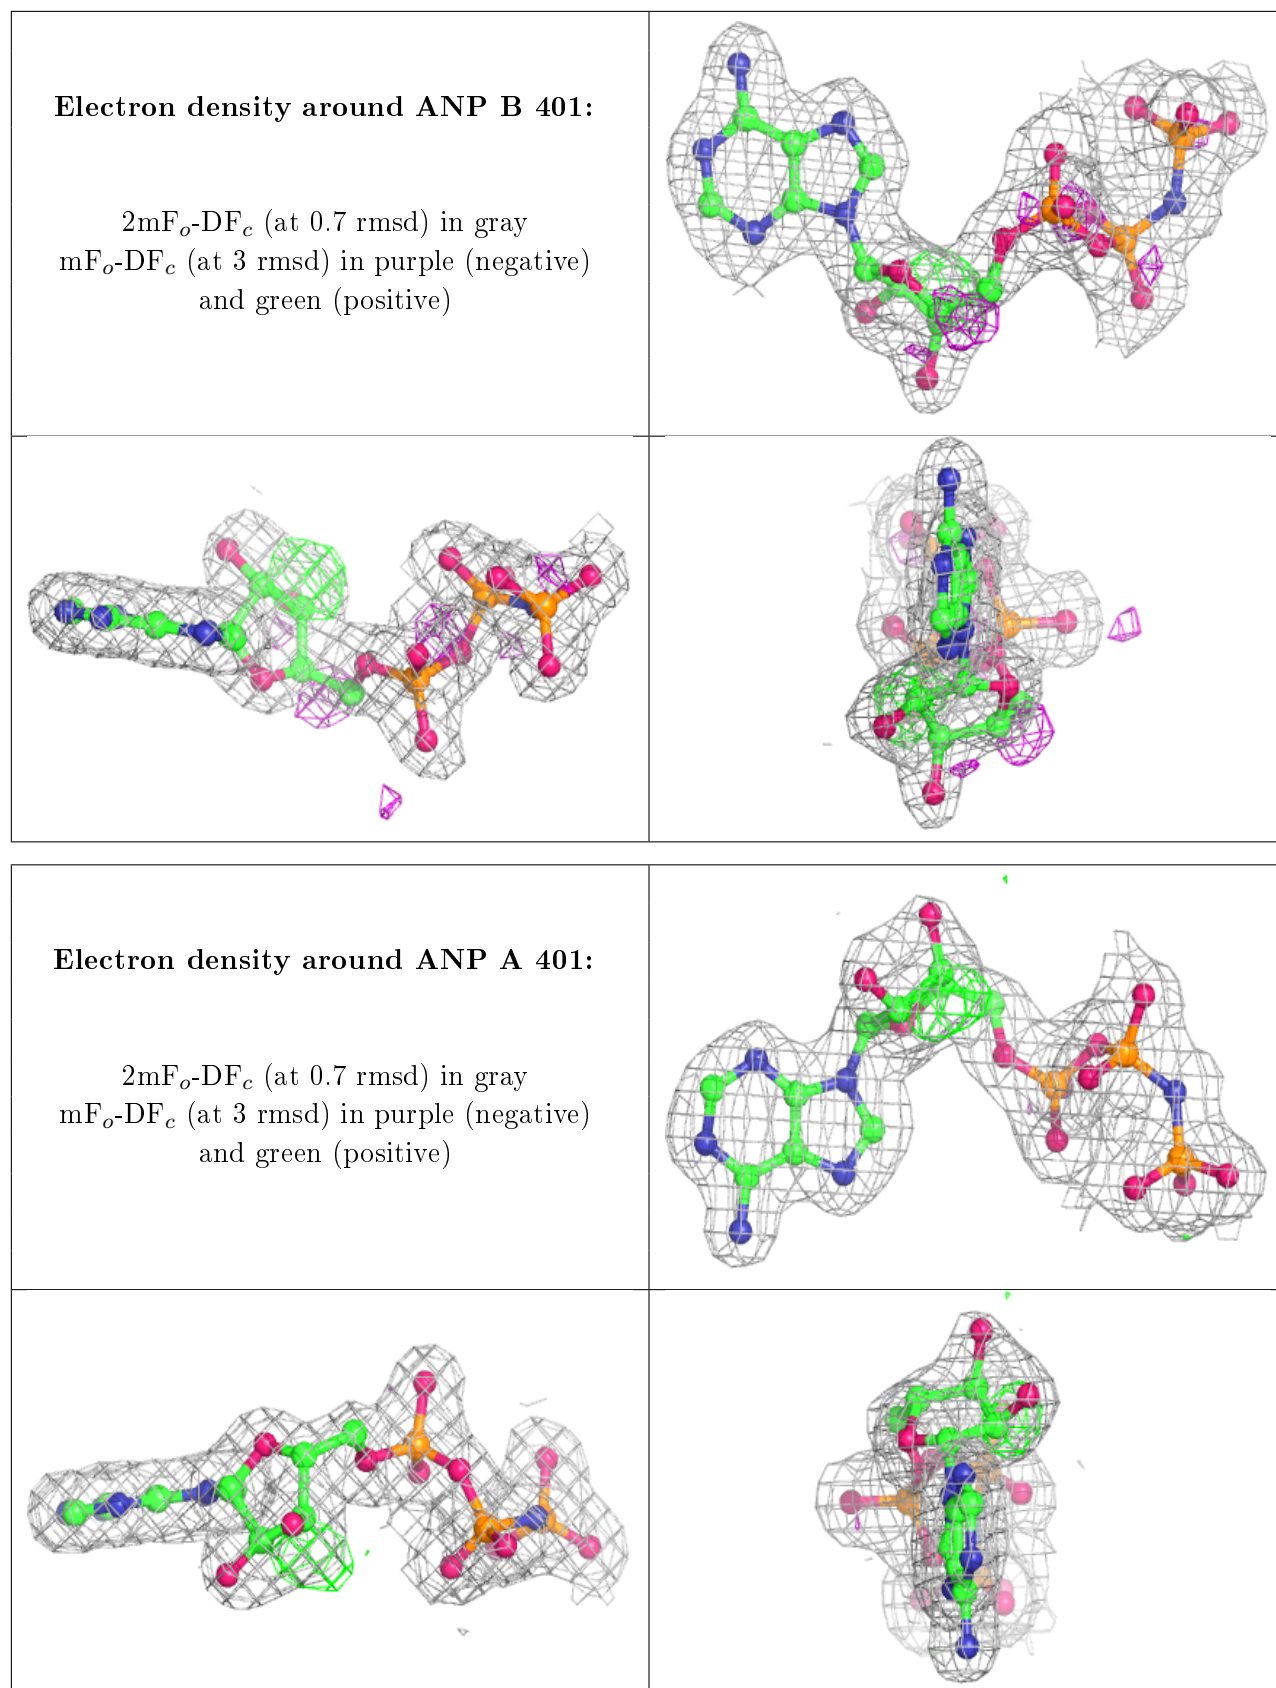 Electron density around ANP B 401:
2mFₒ-DF𝒸 (at 0.7 rmsd) in gray
mFₒ-DF𝒸 (at 3 rmsd) in purple (negative)
and green (positive)
Electron density around ANP A 401:
2mFₒ-DF𝒸 (at 0.7 rmsd) in gray
mFₒ-DF𝒸 (at 3 rmsd) in purple (negative)
and green (positive)